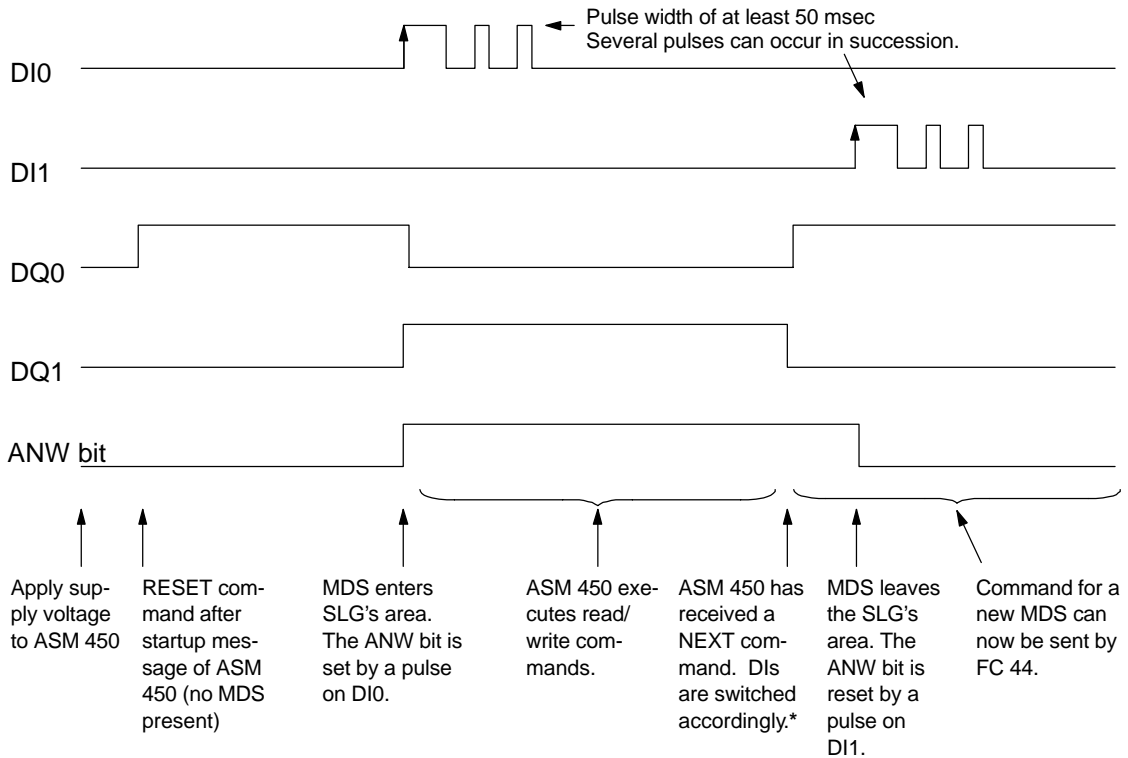 Pulse width of at least 50 msec
Several pulses can occur in succession.
DI0
DI1
DQ0
DQ1
ANW bit
Apply sup-
ply voltage
to ASM 450
RESET com-
mand after
startup mes-
sage of ASM
450 (no MDS
present)
MDS enters
SLG's area.
The ANW bit is
set by a pulse
on DI0.
ASM 450 exe-
cutes read/
write com-
mands.
ASM 450 has
received a
NEXT com-
mand. DIs
are switched
accordingly.*
MDS leaves
the SLG's
area. The
ANW bit is
reset by a
pulse on
DI1.
Command for a
new MDS can
now be sent by
FC 44.